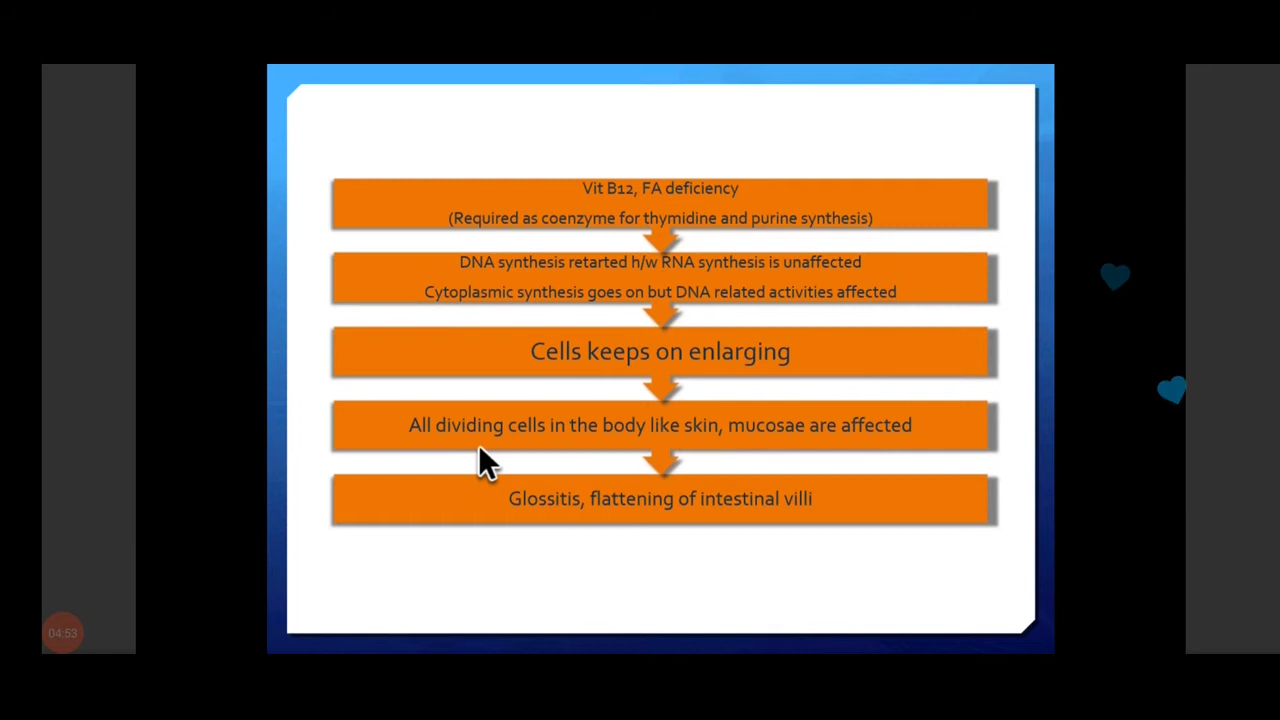 Vit B12, FA deficiency
(Required as coenzyme for thymidine and purine synthesis)
DNA synthesis retarted h/w RNA synthesis is unaffected
Cytoplasmic synthesis goes on but DNA related activities affected
Cells keeps on enlarging
All dividing cells in the body like skin, mucosae are affected
Glossitis, flattening of intestinal villi
04:53